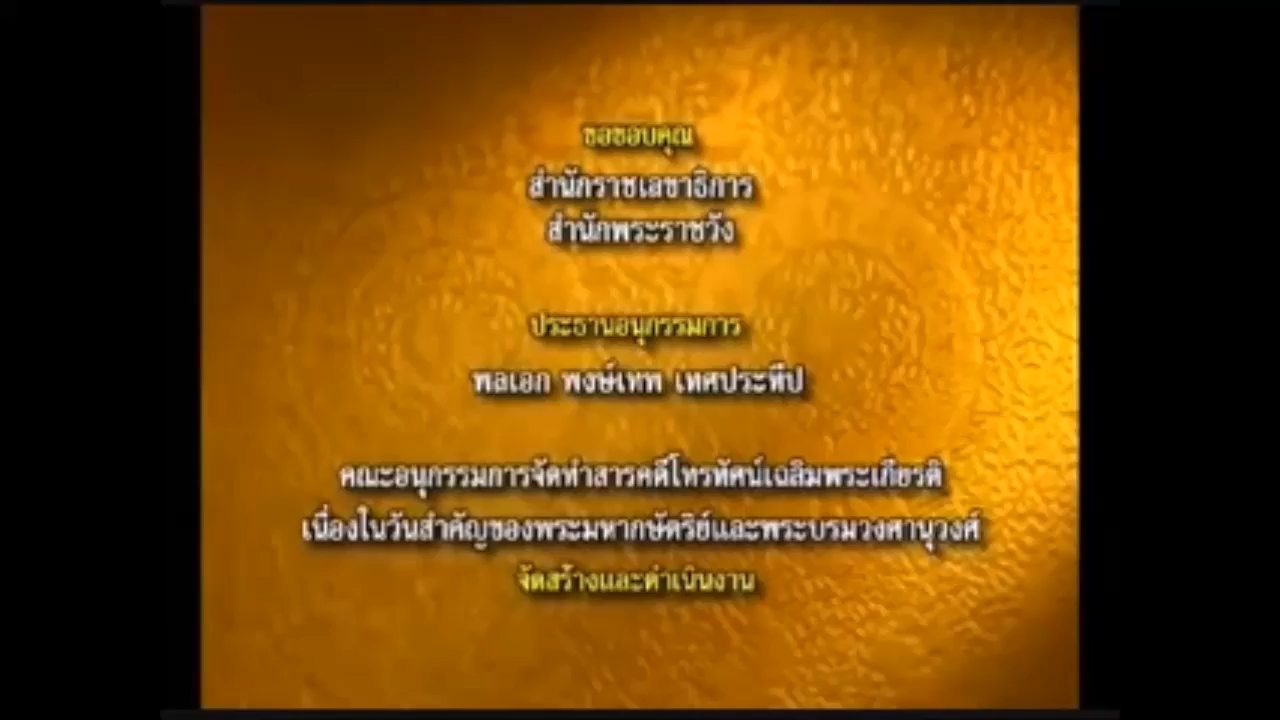 ขอขอบคุณ
สำนักราชเลขาธิการ
สำนักพระราชวัง
ประธานอนุกรรมการ
พลเอก พงษ์เทพ เทศประทีป
คณะอนุกรรมการจัดทำสารคดีโทรทัศน์เฉลิมพระเกียรติ
เนื่องในวันสำคัญของพระมหากษัตริย์และพระบรมวงศานุวงศ์
จัดสร้างและดำเนินงาน